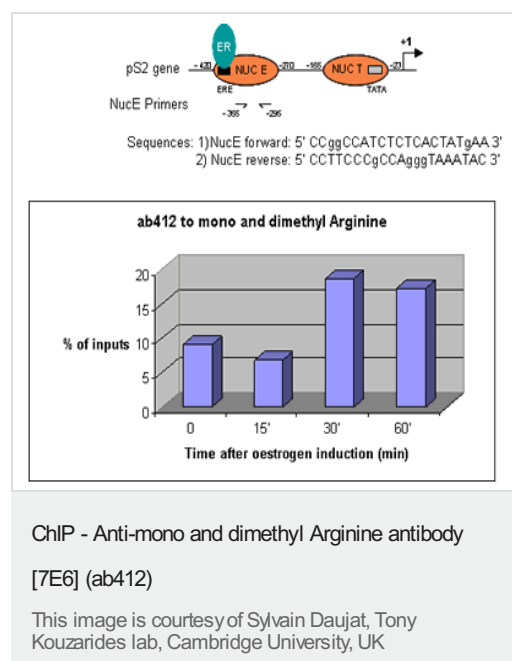 ER
+1
pS2 gene
- 420
NUC E
-270
-165
NUC T
-23
ERE
TATA
NucE Primers
-355
-295
Sequences: 1)NucE forward: 5' CCggCCATCTCTCACTATgAA 3'
2) NucE reverse: 5' CCTTCCCgCCAgggTAAATAC 3'
ab412 to mono and dimethyl Arginine
20
15
10
5
0
% of inputs
0 15' 30' 60'
Time after oestrogen induction (min)
ChIP - Anti-mono and dimethyl Arginine antibody
[7E6] (ab412)
This image is courtesy of Sylvain Daujat, Tony
Kouzarides lab, Cambridge University, UK